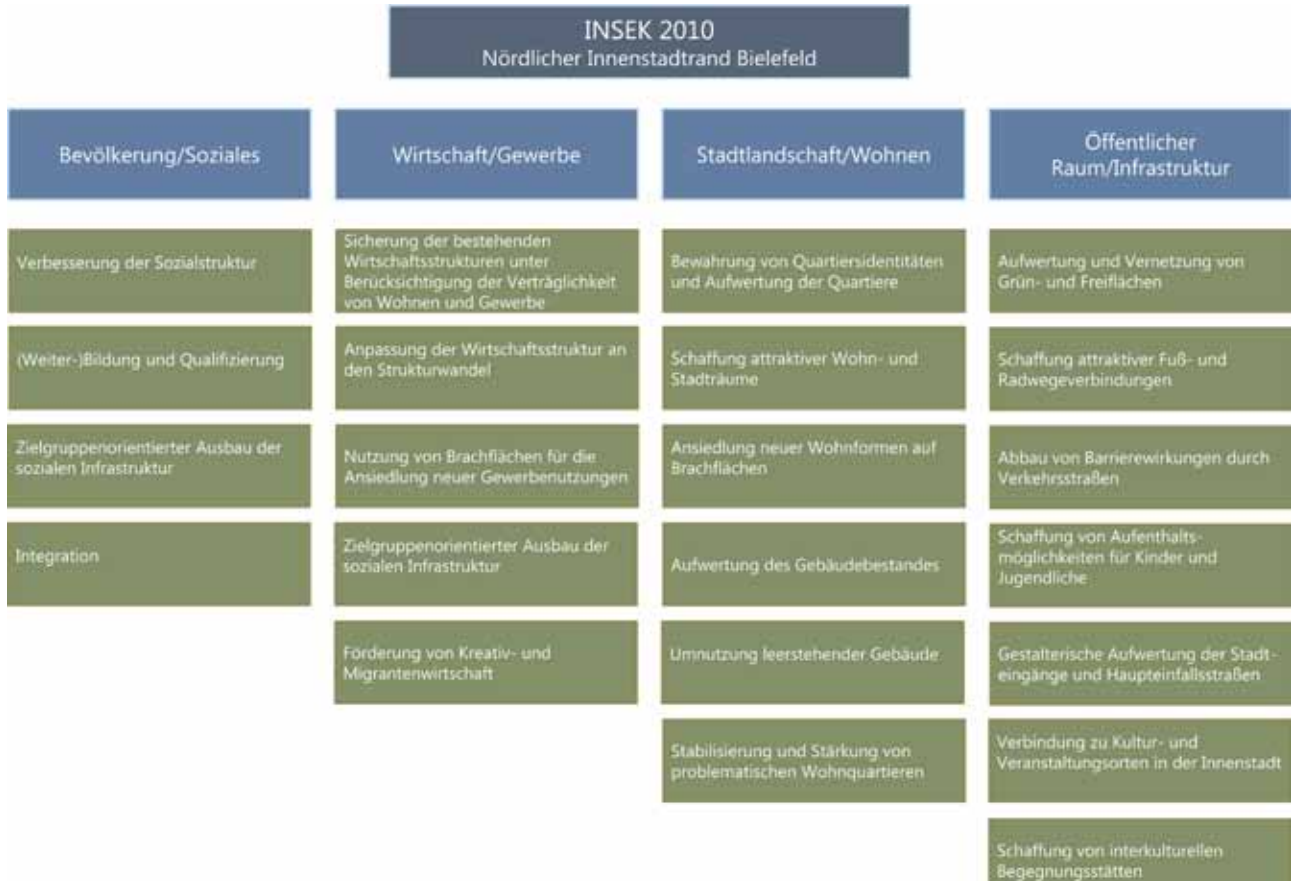 INSEK 2010
Nördlicher Innenstadtrand Bielefeld
Bevölkerung/Soziales
Verbesserung der Sozialstruktur
(Weiter-)Bildung und Qualifizierung
Zielgruppenorientierter Ausbau der
sozialen Infrastruktur
Integration
Wirtschaft/Gewerbe
Sicherung der bestehenden
Wirtschaftsstrukturen unter
Berücksichtigung der Verträglichkeit
von Wohnen und Gewerbe
Anpassung der Wirtschaftsstruktur an
den Strukturwandel
Nutzung von Brachflächen für die
Ansiedlung neuer Gewerbenutzungen
Zielgruppenorientierter Ausbau der
sozialen Infrastruktur
Förderung von Kreativ- und
Migrantenwirtschaft
Stadtlandschaft/Wohnen
Bewahrung von Quartiersidentitäten
und Aufwertung der Quartiere
Schaffung attraktiver Wohn- und
Stadträume
Ansiedlung neuer Wohnformen auf
Brachflächen
Aufwertung des Gebäudebestandes
Umnutzung leerstehender Gebäude
Stabilisierung und Stärkung von
problematischen Wohnquartieren
Öffentlicher
Raum/Infrastruktur
Aufwertung und Vernetzung von
Grün- und Freiflächen
Schaffung attraktiver Fuß- und
Radwegeverbindungen
Abbau von Barrierewirkungen durch
Verkehrsstraßen
Schaffung von Aufenthalts-
möglichkeiten für Kinder und
Jugendliche
Gestalterische Aufwertung der Stadt-
eingänge und Haupteinfallsstraßen
Verbindung zu Kultur- und
Veranstaltungsorten in der Innenstadt
Schaffung von interkulturellen
Begegnungsstätten